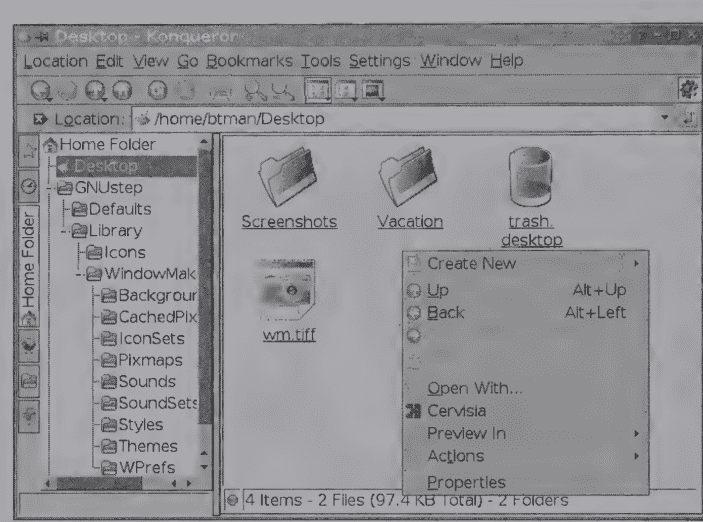 Desktop - Konqueror
Location Edit View Go Bookmarks Tools Settings Window Help
Location: /home/btman/Desktop
Home Folder
Desktop
GNUstep
Defaults
Library
Icons
WindowMak
Backgrour
CachedPix
IconSets
Pixmaps
Sounds
SoundSets
Styles
Themes
WPrefs
Home Folder
Screenshots
Vacation
trash.
desktop
wm.tiff
Create New
Up Alt+Up
Back Alt+Left
Open With...
Cervisia
Preview In
Actions
Properties
4 Items - 2 Files (97.4 KB Total) - 2 Folders